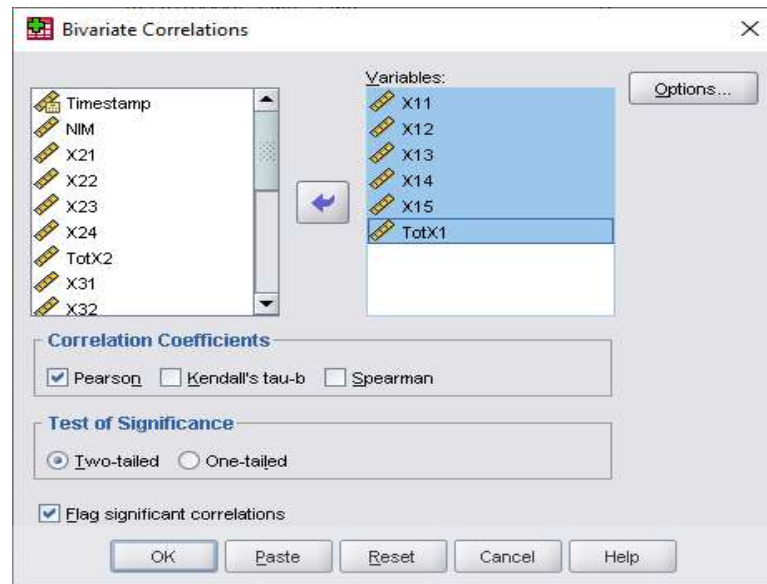 Bivariate Correlations
Timestamp
NIM
X21
X22
X23
X24
TotX2
X31
X32
Variables:
X11
X12
X13
X14
X15
TotX1
Options...
Correlation Coefficients
Pearson Kendall's tau-b Spearman
Test of Significance
Two-tailed One-tailed
Flag significant correlations
OK Paste Reset Cancel Help